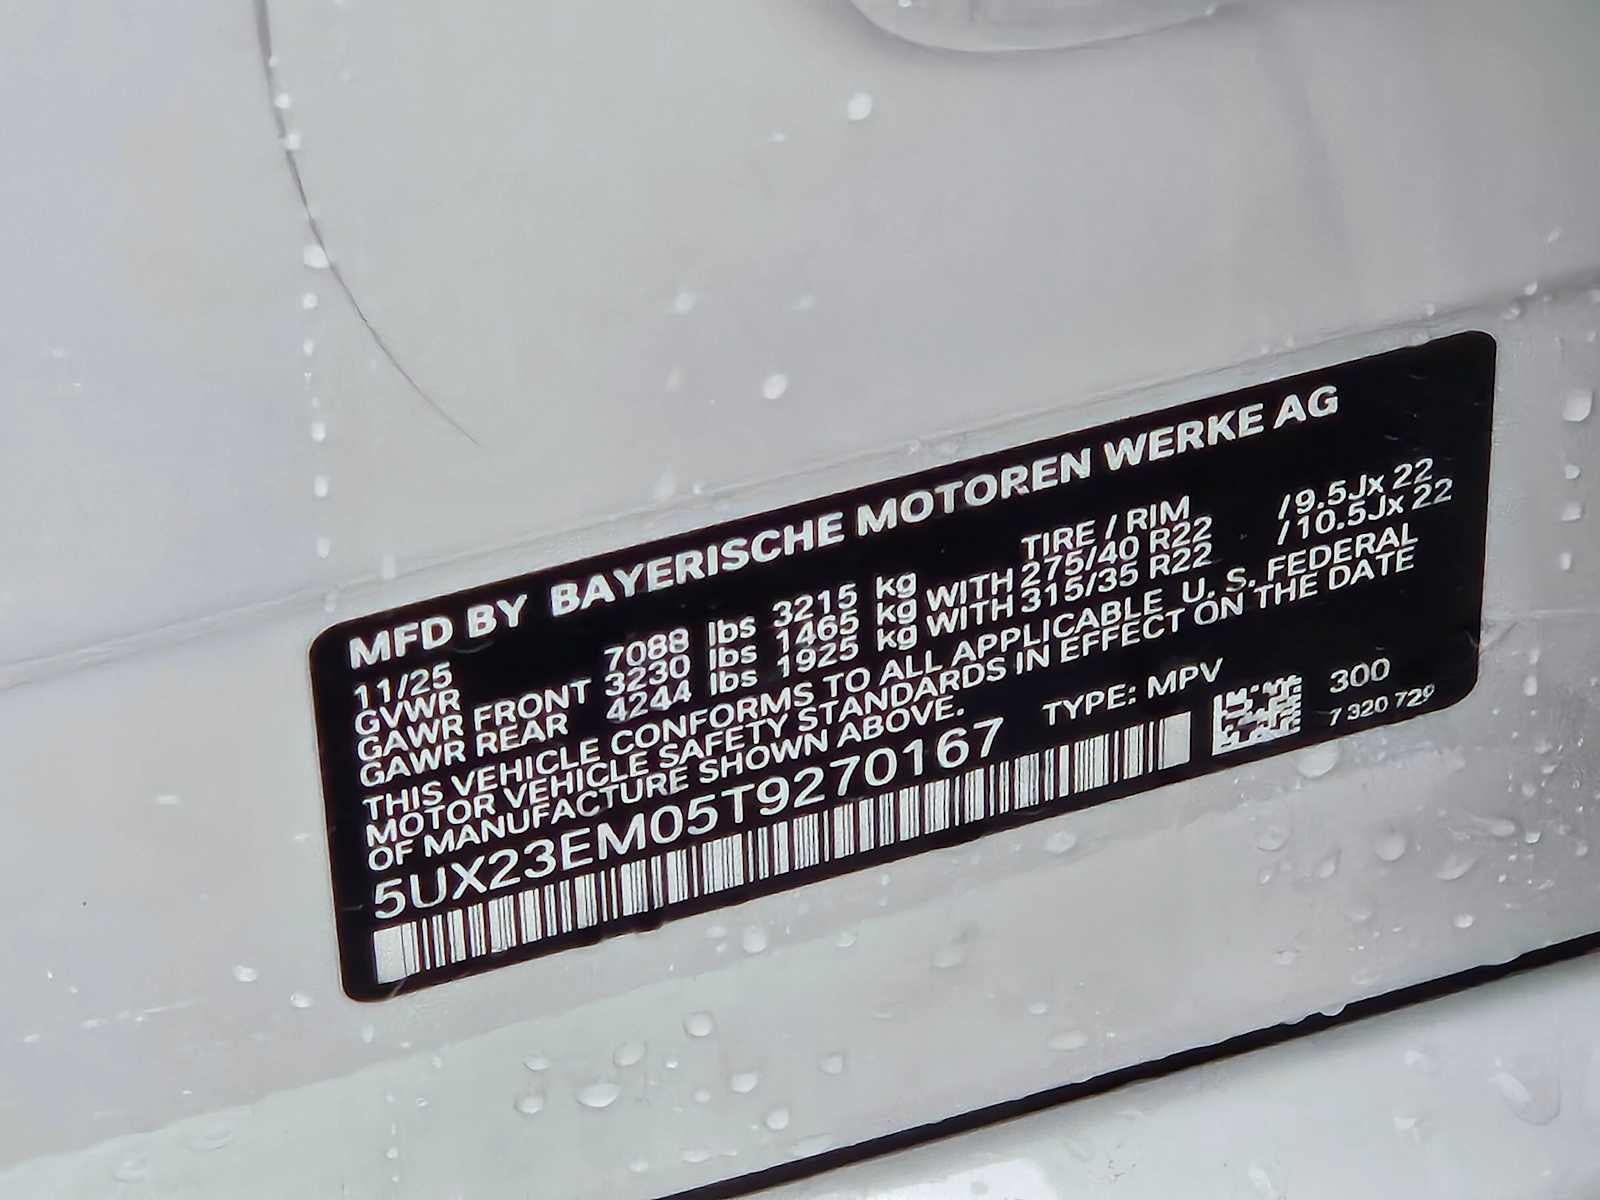 MFD BY BAYERISCHE MOTOREN WERKE AG
11/25 TIRE / RIM
GVWR 7088 lbs 3215 kg
GAWR FRONT 3230 lbs 1465 kg WITH 275/40 R22 /9.5Jx 22
GAWR REAR 4244 lbs 1925 kg WITH 315/35 R22 /10.5Jx 22
THIS VEHICLE CONFORMS TO ALL APPLICABLE U. S. FEDERAL
MOTOR VEHICLE SAFETY STANDARDS IN EFFECT ON THE DATE
OF MANUFACTURE SHOWN ABOVE.
5UX23EM05T9270167 TYPE: MPV 300
7 320 729